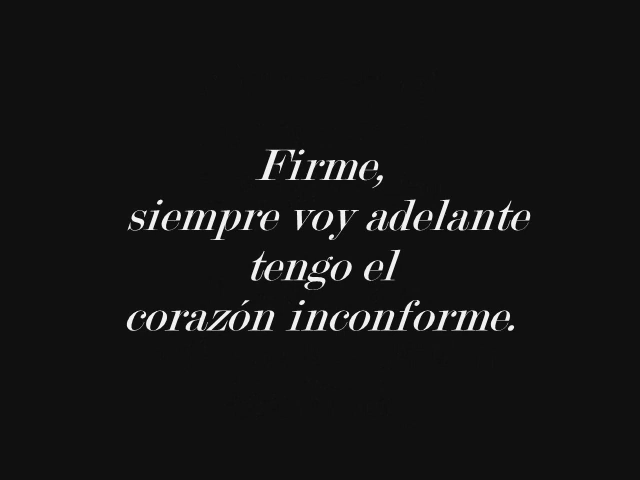 Firme,
siempre voy adelante
tengo el
corazón inconforme.